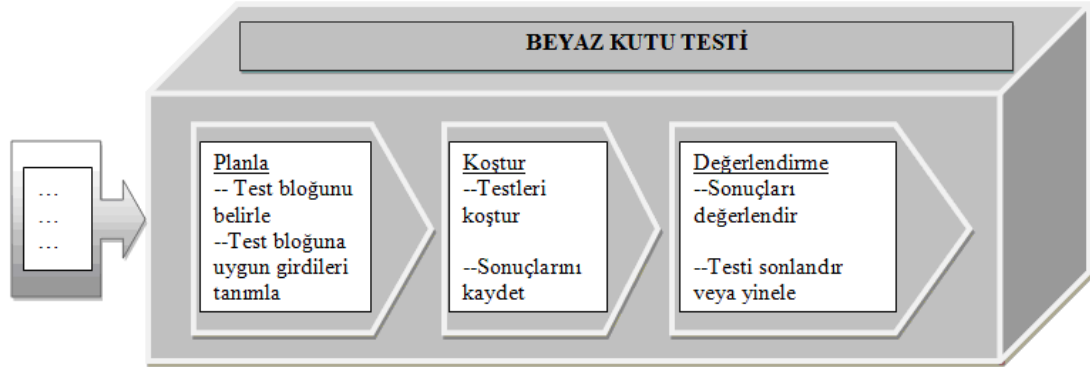 BEYAZ KUTU TESTİ
...
...
...
Planla
-- Test bloğunu
belirle
--Test bloğuna
uygun girdileri
tanımla
Koştur
--Testleri
koştur
--Sonuçlarını
kaydet
Değerlendirme
--Sonuçları
değerlendir
--Testi sonlandır
veya yinele